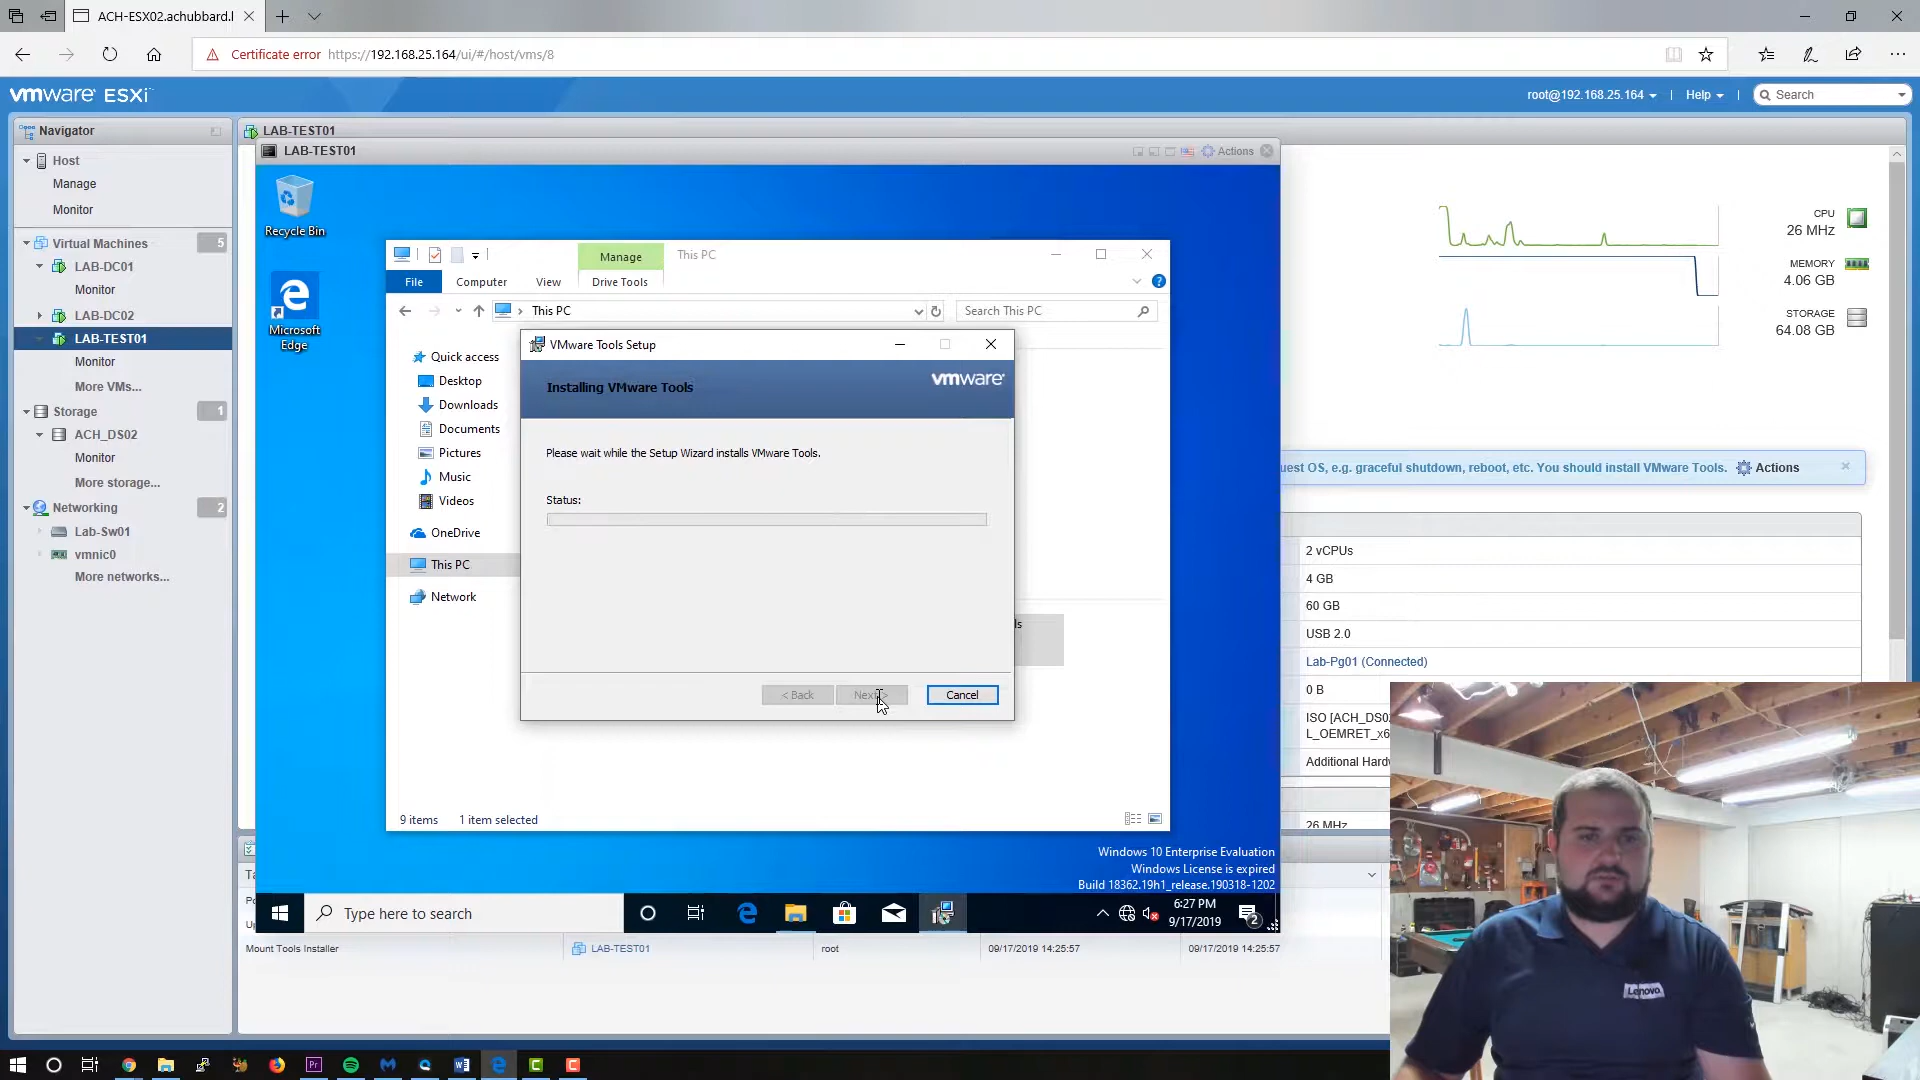 ACH-ESX02.achubbard.l
Certificate error https://192.168.25.164/ui/#/host/vms/8
vmware ESXi
root@192.168.25.164
Help
Search
Navigator
Host
Manage
Monitor
Virtual Machines 5
LAB-DC01
Monitor
LAB-DC02
LAB-TEST01
Monitor
More VMs...
Storage 1
ACH_DS02
Monitor
More storage...
Networking 2
Lab-Sw01
vmnic0
More networks...
LAB-TEST01
LAB-TEST01
Actions
Recycle Bin
Microsoft
Edge
Manage
This PC
File
Computer
View
Drive Tools
This PC
Search This PC
Quick access
Desktop
Downloads
Documents
Pictures
Music
Videos
OneDrive
This PC
Network
VMware Tools Setup
Installing VMware Tools
vmware
Please wait while the Setup Wizard installs VMware Tools.
Status:
< Back
Next >
Cancel
ls
9 items
1 item selected
Windows 10 Enterprise Evaluation
Windows License is expired
Build 18362.19h1_release.190318-1202
Type here to search
6:27 PM
9/17/2019
2
CPU
26 MHz
MEMORY
4.06 GB
STORAGE
64.08 GB
uest OS, e.g. graceful shutdown, reboot, etc. You should install VMware Tools.
Actions
2 vCPUs
4 GB
60 GB
USB 2.0
Lab-Pg01 (Connected)
0 B
ISO [ACH_DS0
L_OEMRET_x6
Additional Hardw
26 MHz
Mount Tools Installer
LAB-TEST01
root
09/17/2019 14:25:57
09/17/2019 14:25:57
Lenovo